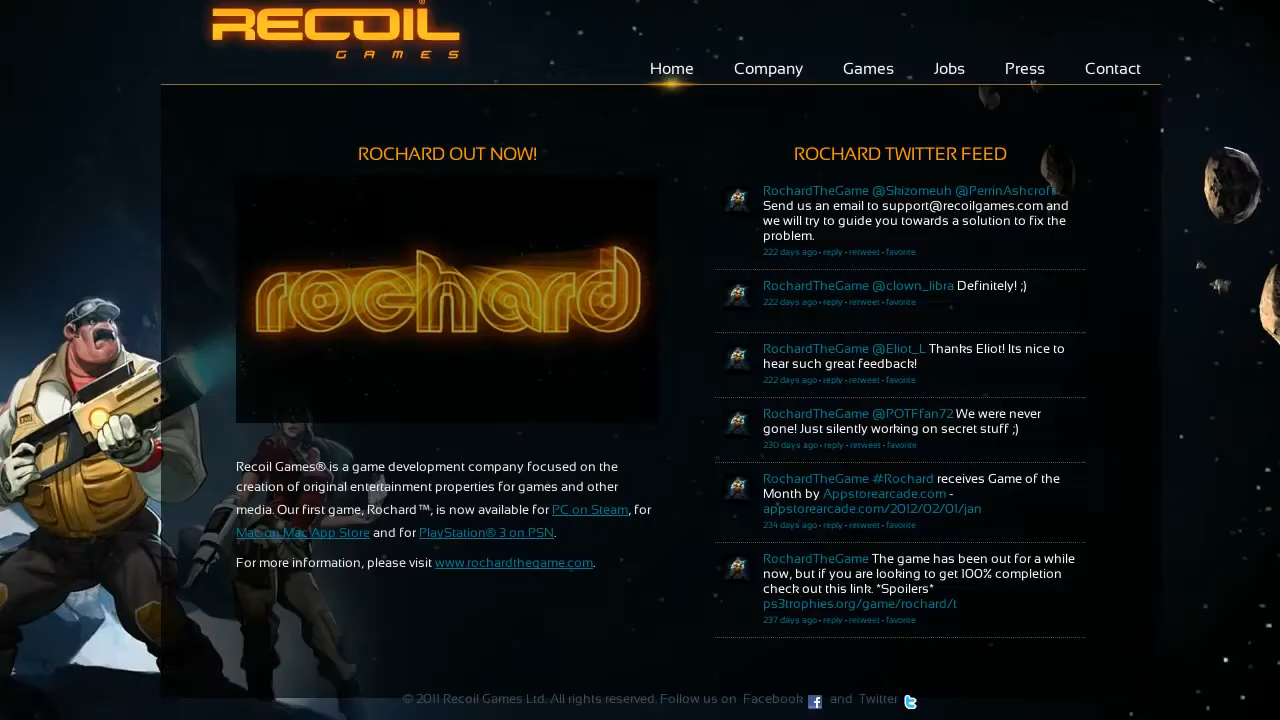 RECOIL®
GAMES
Home Company Games Jobs Press Contact
ROCHARD OUT NOW!
rochard
Recoil Games® is a game development company focused on the
creation of original entertainment properties for games and other
media. Our first game, Rochard™, is now available for PC on Steam, for
Mac on Mac App Store and for PlayStation® 3 on PSN.
For more information, please visit www.rochardthegame.com.
ROCHARD TWITTER FEED
RochardTheGame @Skizomeuh @PerrinAshcroft
Send us an email to support@recoilgames.com and
we will try to guide you towards a solution to fix the
problem.
222 days ago · reply · retweet · favorite
RochardTheGame @clown_libra Definitely! ;)
222 days ago · reply · retweet · favorite
RochardTheGame @Eliot_L Thanks Eliot! Its nice to
hear such great feedback!
222 days ago · reply · retweet · favorite
RochardTheGame @POTFfan72 We were never
gone! Just silently working on secret stuff ;)
230 days ago · reply · retweet · favorite
RochardTheGame #Rochard receives Game of the
Month by Appstorearcade.com -
appstorearcade.com/2012/02/01/jan
234 days ago · reply · retweet · favorite
RochardTheGame The game has been out for a while
now, but if you are looking to get 100% completion
check out this link. *Spoilers*
ps3trophies.org/game/rochard/t
237 days ago · reply · retweet · favorite
© 2011 Recoil Games Ltd. All rights reserved. Follow us on Facebook and Twitter